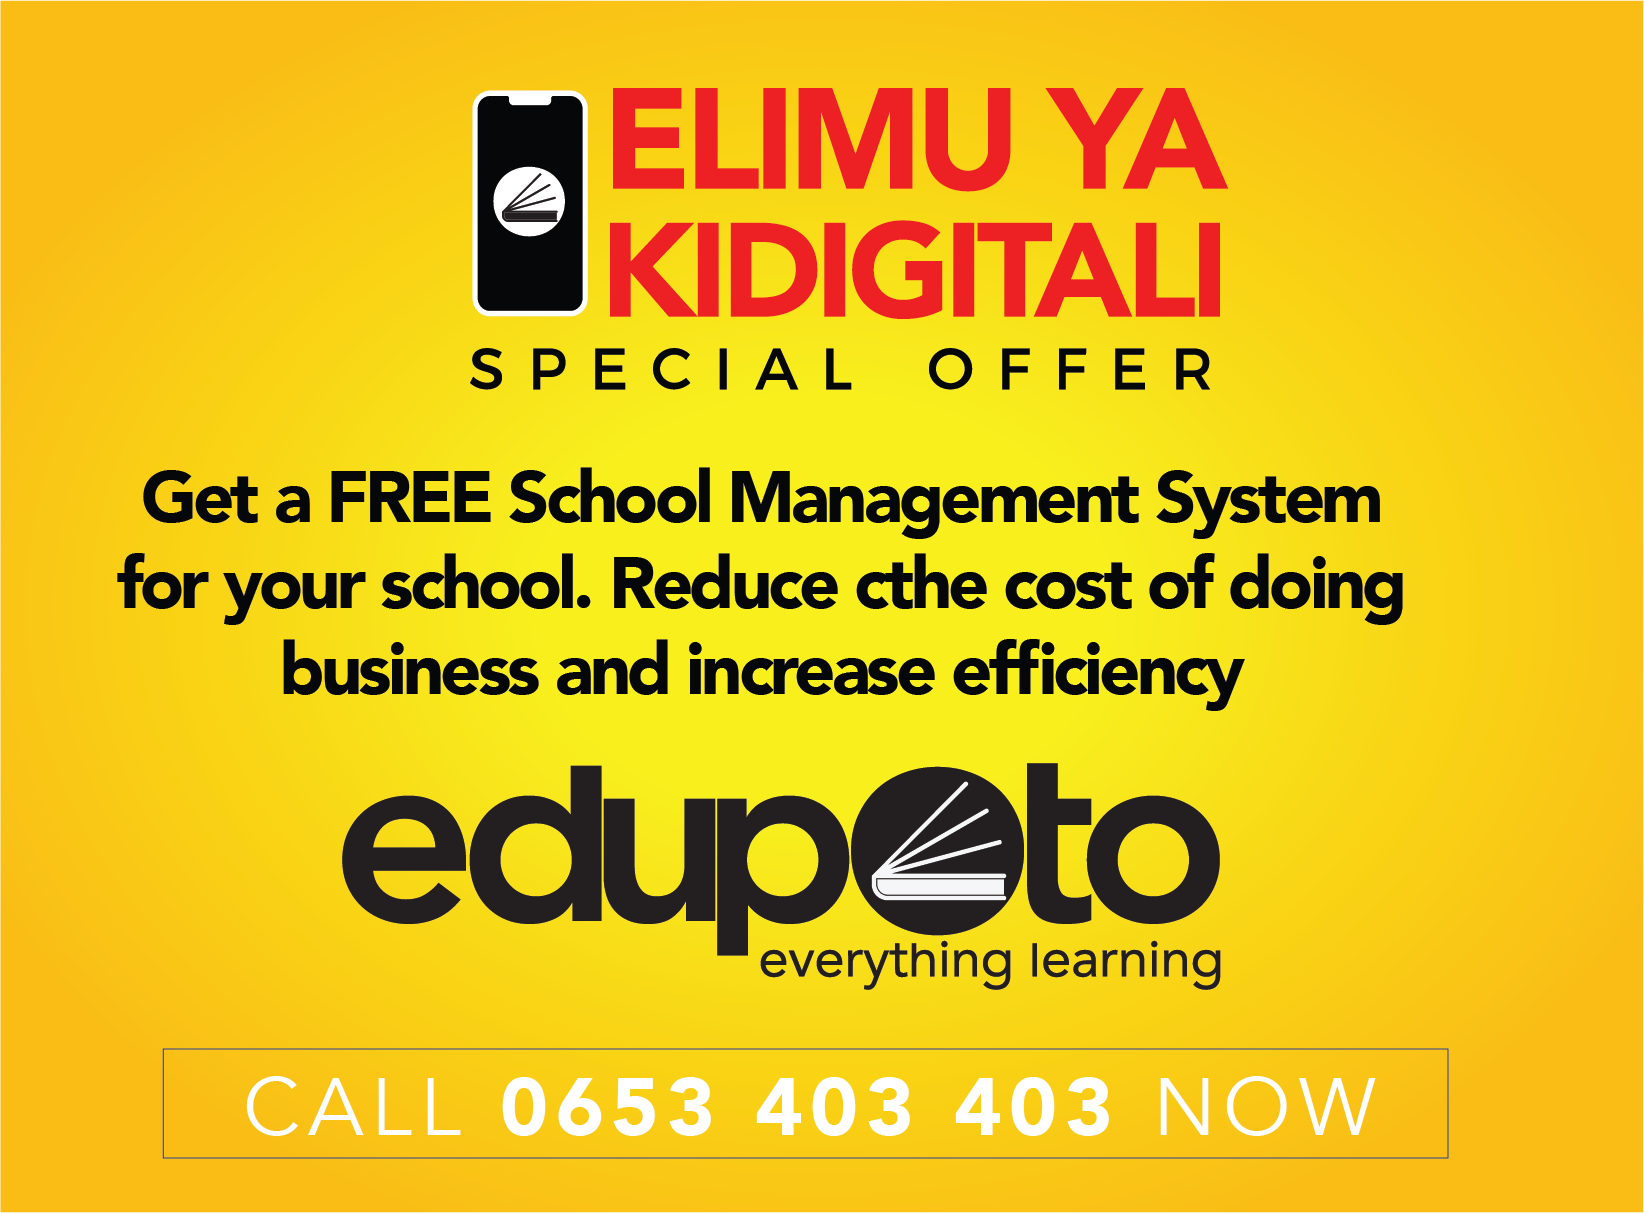 ELIMU YA
KIDIGITALI
SPECIAL OFFER
Get a FREE School Management System
for your school. Reduce cthe cost of doing
business and increase efficiency
edupoto
everything learning
CALL 0653 403 403 NOW